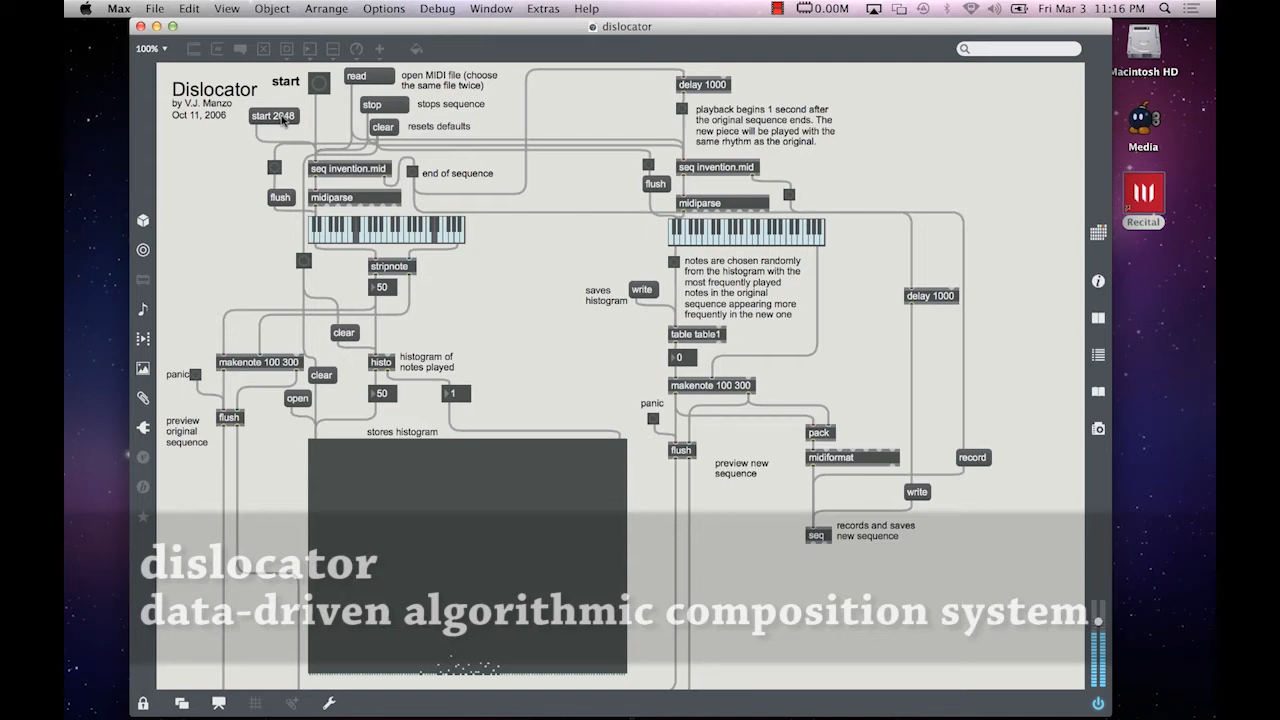 Max File Edit View Object Arrange Options Debug Window Extras Help 0.00M Fri Mar 3 11:16 PM
dislocator
100%
Dislocator
by V.J. Manzo
Oct 11, 2006
start
start 2048
read
open MIDI file (choose
the same file twice)
stop
stops sequence
clear
resets defaults
seq invention.mid
end of sequence
flush
midiparse
stripnote
50
clear
makenote 100 300
histo
histogram of
notes played
panic
clear
open
50
1
flush
preview
original
sequence
stores histogram
delay 1000
playback begins 1 second after
the original sequence ends. The
new piece will be played with the
same rhythm as the original.
seq invention.mid
flush
midiparse
notes are chosen randomly
from the histogram with the
most frequently played
notes in the original
sequence appearing more
frequently in the new one
saves
histogram
write
table table1
0
makenote 100 300
panic
flush
preview new
sequence
pack
midiformat
delay 1000
record
write
seq
records and saves
new sequence
Macintosh HD
Media
Recital
dislocator
data-driven algorithmic composition system